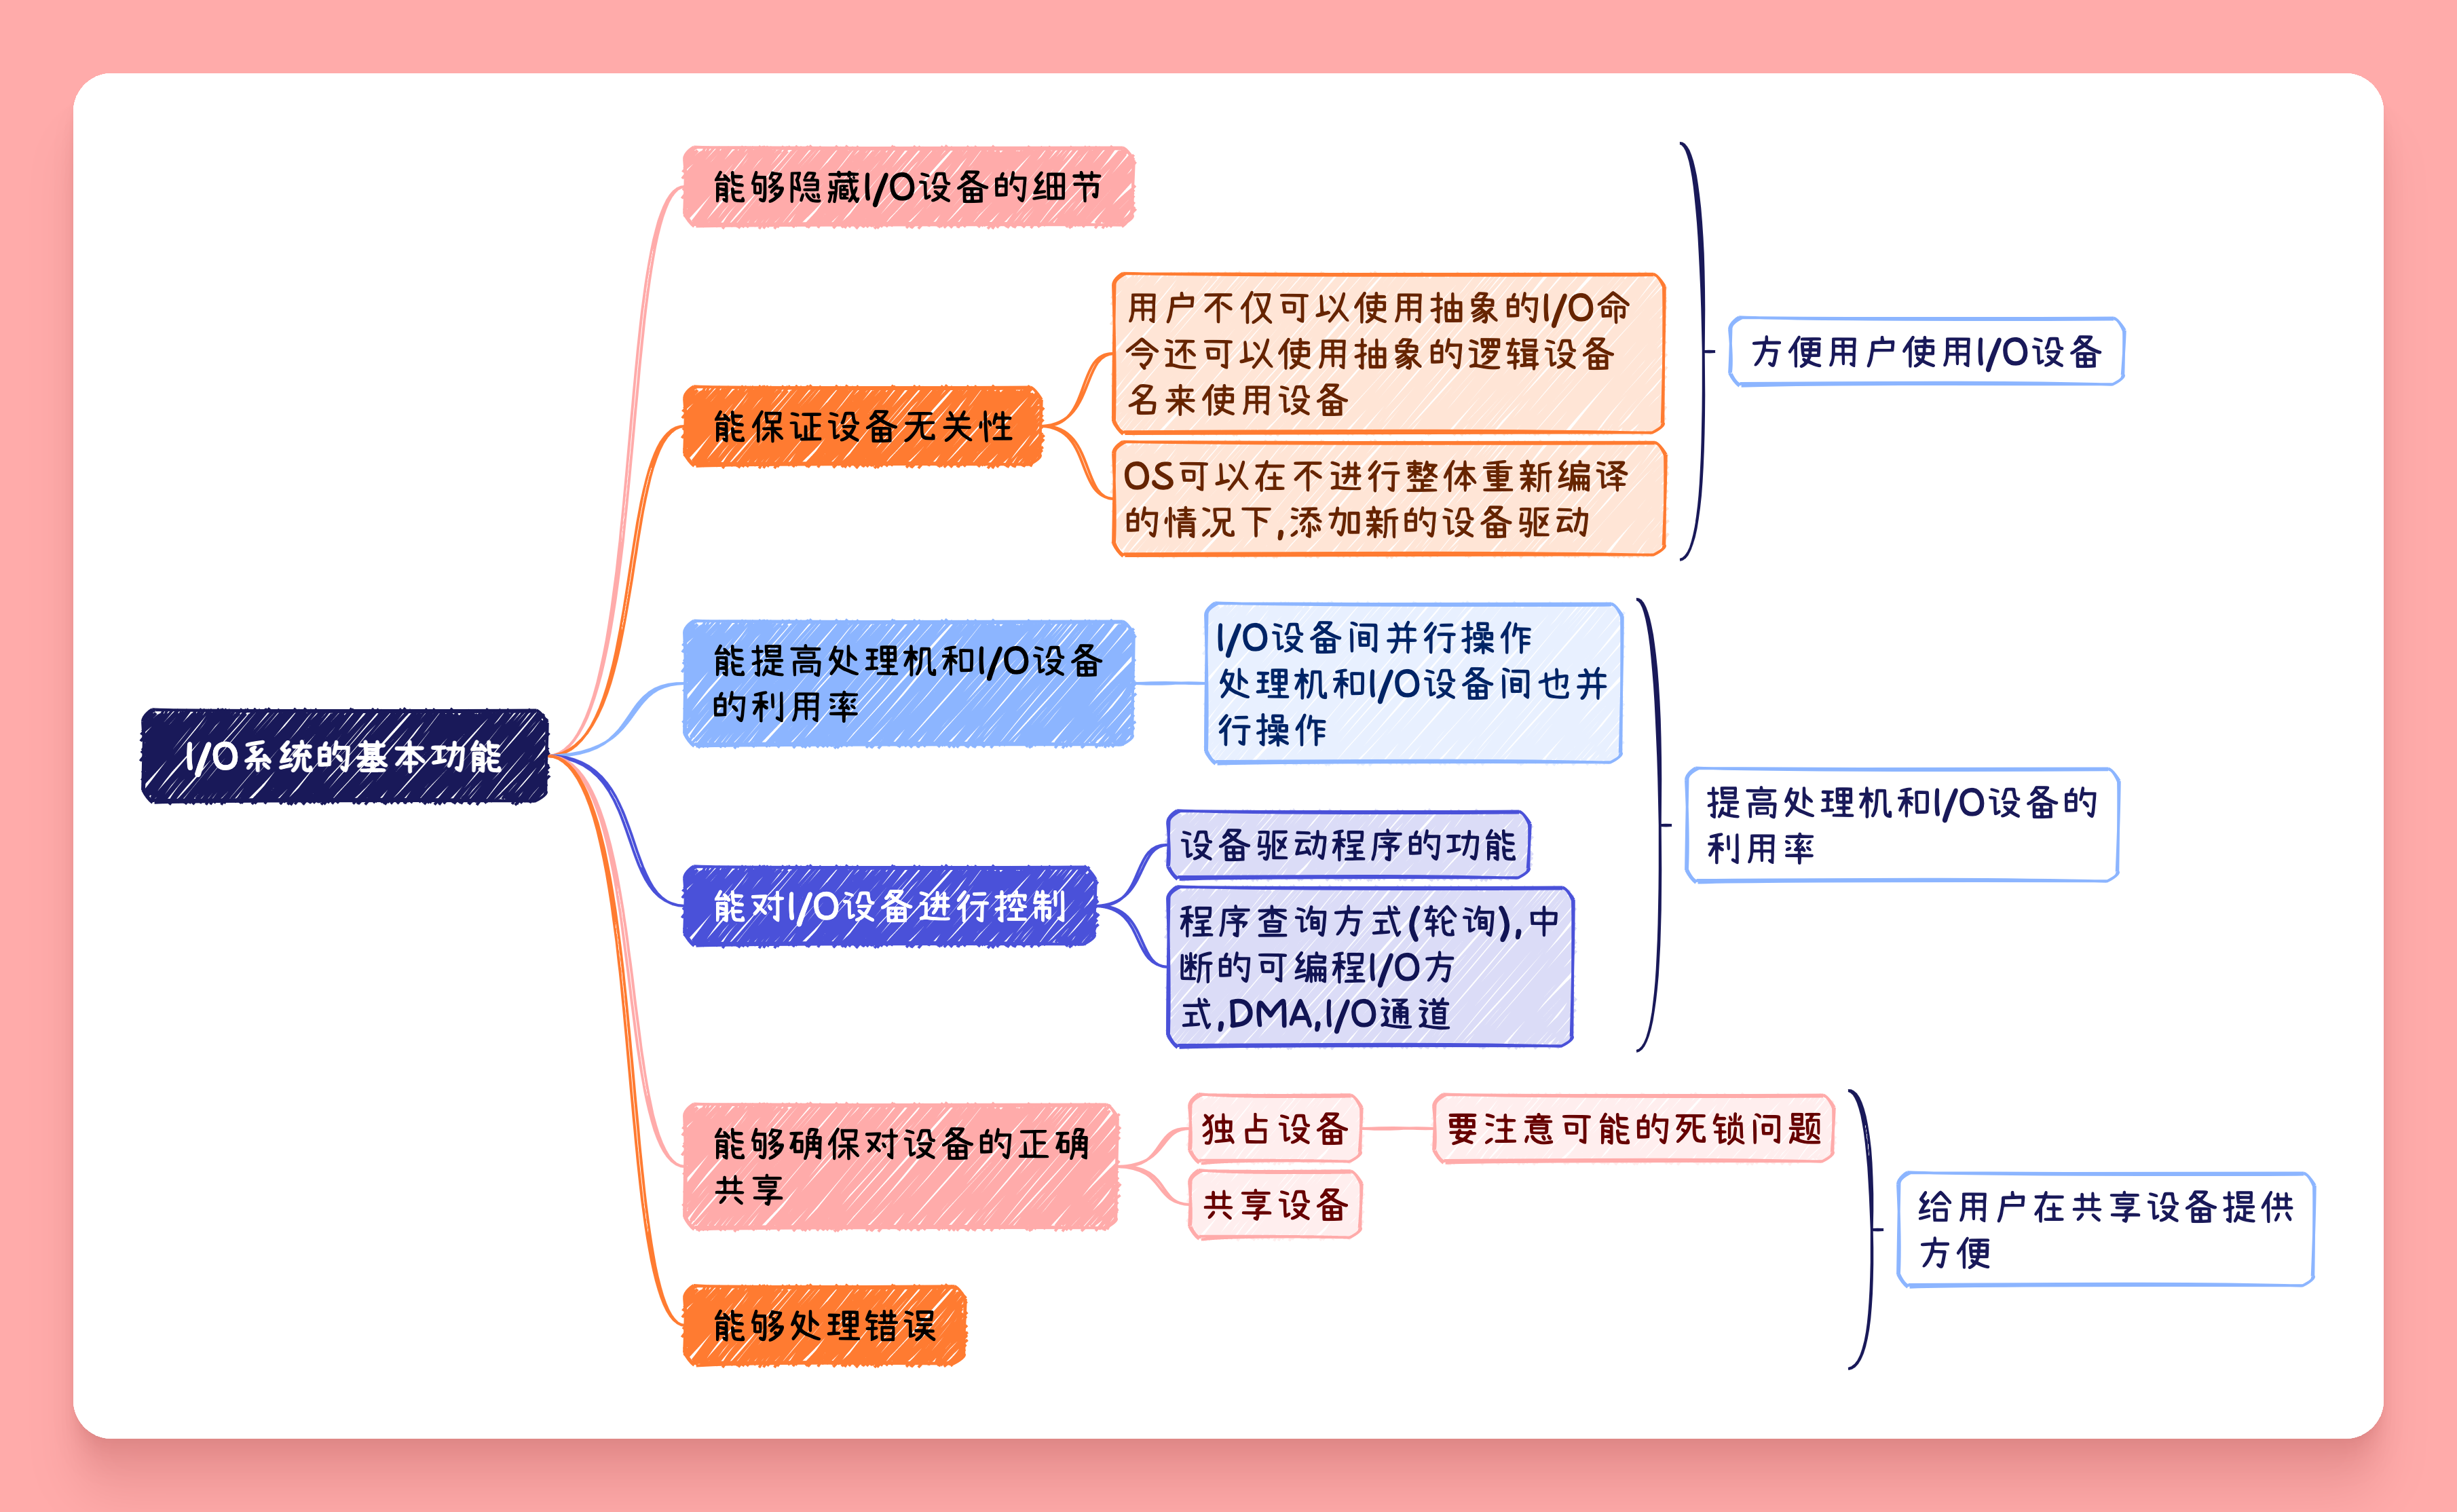 能够隐藏I/O设备的细节
用户不仅可以使用抽象的I/O命
令还可以使用抽象的逻辑设备
名来使用设备
方便用户使用I/O设备
能保证设备无关性
OS可以在不进行整体重新编译
的情况下,添加新的设备驱动
能提高处理机和I/O设备
的利用率
I/O设备间并行操作
处理机和I/O设备间也并
行操作
I/O系统的基本功能
提高处理机和I/O设备的
利用率
能对I/O设备进行控制
设备驱动程序的功能
程序查询方式(轮询),中
断的可编程I/O方
式,DMA,I/O通道
能够确保对设备的正确
共享
独占设备
要注意可能的死锁问题
共享设备
给用户在共享设备提供
方便
能够处理错误